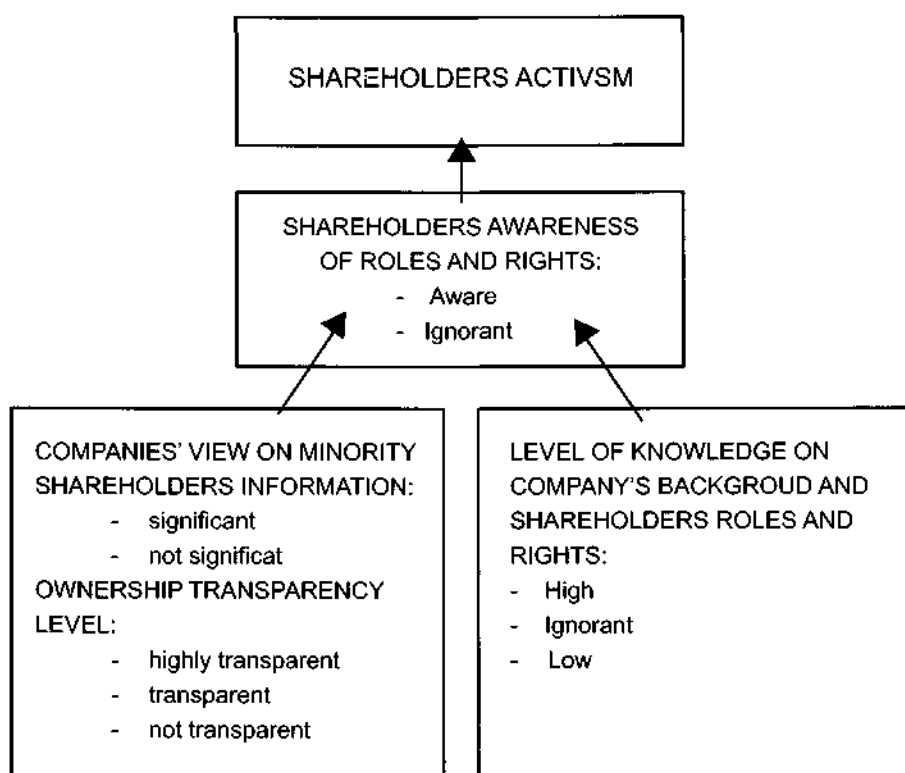 SHAREHOLDERS ACTIVSM
SHAREHOLDERS AWARENESS
OF ROLES AND RIGHTS:
- Aware
- Ignorant
COMPANIES' VIEW ON MINORITY
SHAREHOLDERS INFORMATION:
- significant
- not significat
OWNERSHIP TRANSPARENCY
LEVEL:
- highly transparent
- transparent
- not transparent
LEVEL OF KNOWLEDGE ON
COMPANY'S BACKGROUD AND
SHAREHOLDERS ROLES AND
RIGHTS:
- High
- Ignorant
- Low